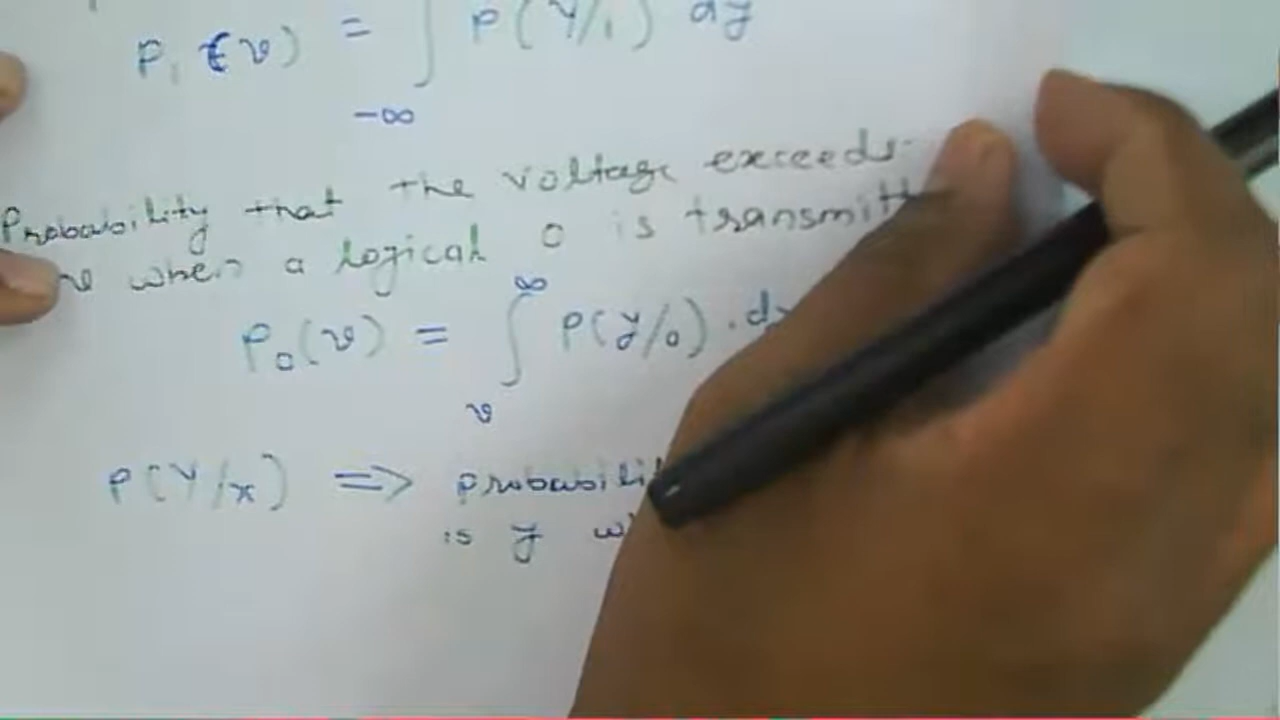 P₁(v) = ∫ P(Y/1) dy
-∞
Probability that the voltage exceeds
v when a logical 0 is transmitt
∞
P₀(v) = ∫ P(y/0) . dy
v
P(Y/x) => probabili
is y w